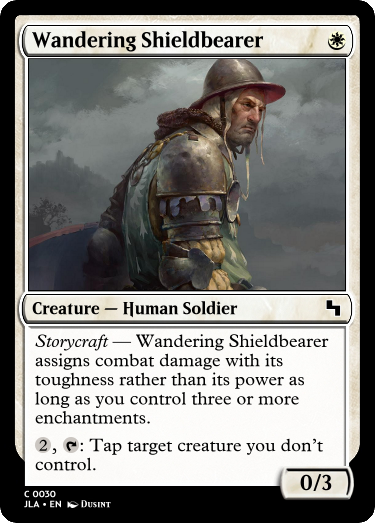 Wandering Shieldbearer
Creature — Human Soldier
Storycraft — Wandering Shieldbearer
assigns combat damage with its
toughness rather than its power as
long as you control three or more
enchantments.
2, : Tap target creature you don't
control.
0/3
C 0030
JLA • EN Dusint